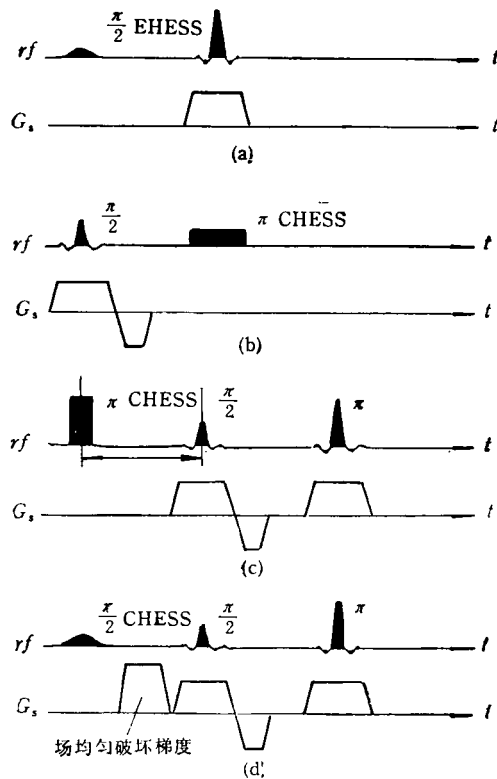 π/2 EHESS
rf t
Gs t
(a)
π/2 π CHESS
rf t
Gs t
(b)
π CHESS π/2 π
rf t
Gs t
(c)
π/2 CHESS π/2 π
rf t
Gs t
场均匀破坏梯度
(d)